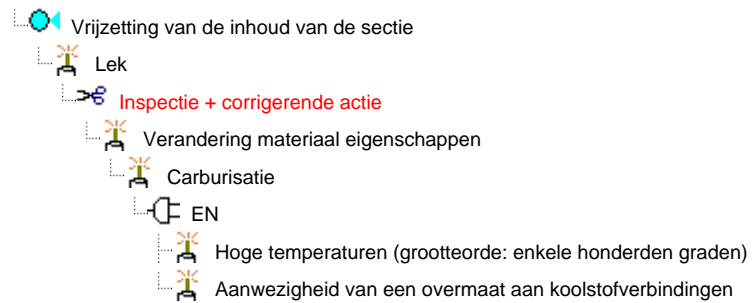 Vrijzetting van de inhoud van de sectie
Lek
Inspectie + corrigerende actie
Verandering materiaal eigenschappen
Carburisatie
EN
Hoge temperaturen (grootteorde: enkele honderden graden)
Aanwezigheid van een overmaat aan koolstofverbindingen